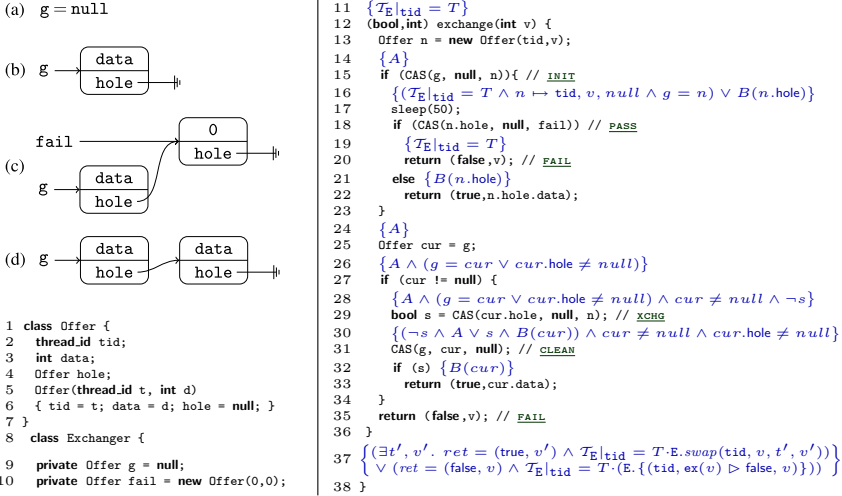 (a) g = null
(b) g data
hole
fail 0
hole
(c) g data
hole
(d) g data data
hole hole
1 class Offer {
2 thread_id tid;
3 int data;
4 Offer hole;
5 Offer(thread_id t, int d)
6 { tid = t; data = d; hole = null; }
7 }
8 class Exchanger {
9 private Offer g = null;
10 private Offer fail = new Offer(0,0);
11 {𝒯_E|_tid = T}
12 (bool,int) exchange(int v) {
13 Offer n = new Offer(tid,v);
14 {A}
15 if (CAS(g, null, n)){ // INIT
16 {(𝒯_E|_tid = T ∧ n ↦ tid, v, null ∧ g = n) ∨ B(n.hole)}
17 sleep(50);
18 if (CAS(n.hole, null, fail)) // PASS
19 {𝒯_E|_tid = T}
20 return (false,v); // FAIL
21 else {B(n.hole)}
22 return (true,n.hole.data);
23 }
24 {A}
25 Offer cur = g;
26 {A ∧ (g = cur ∨ cur.hole ≠ null)}
27 if (cur != null) {
28 {A ∧ (g = cur ∨ cur.hole ≠ null) ∧ cur ≠ null ∧ ¬s}
29 bool s = CAS(cur.hole, null, n); // XCHG
30 {(¬s ∧ A ∨ s ∧ B(cur)) ∧ cur ≠ null ∧ cur.hole ≠ null}
31 CAS(g, cur, null); // CLEAN
32 if (s) {B(cur)}
33 return (true,cur.data);
34 }
35 return (false,v); // FAIL
36 }
37 {(∃t′, v′. ret = (true, v′) ∧ 𝒯_E|_tid = T·E.swap(tid, v, t′, v′))
∨ (ret = (false, v) ∧ 𝒯_E|_tid = T·(E.{(tid, ex(v) ▷ false, v)}))}
38 }